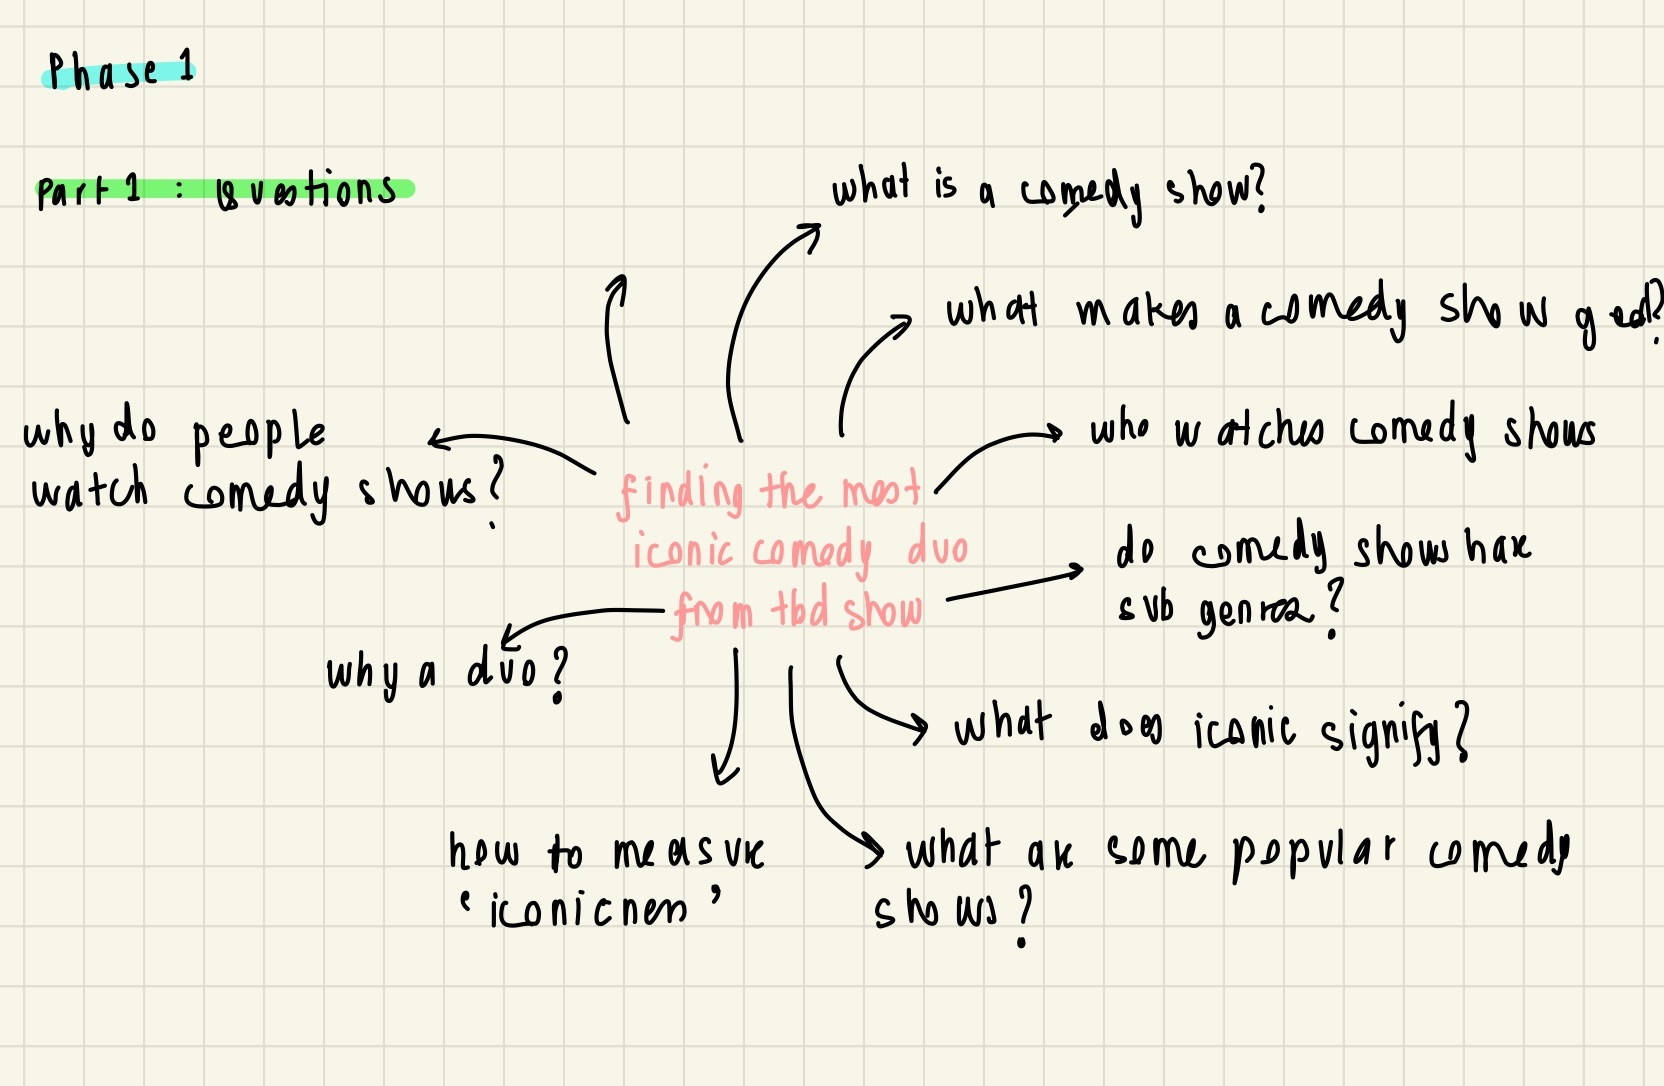 Phase 1
Part 1 : Questions
what is a comedy show?
what makes a comedy show good?
who watches comedy shows
why do people
watch comedy shows?
finding the most
iconic comedy duo
from tbd show
do comedy shows have
sub genres?
why a duo?
what does iconic signify?
how to measure
'iconicness'
what are some popular comedy
shows?